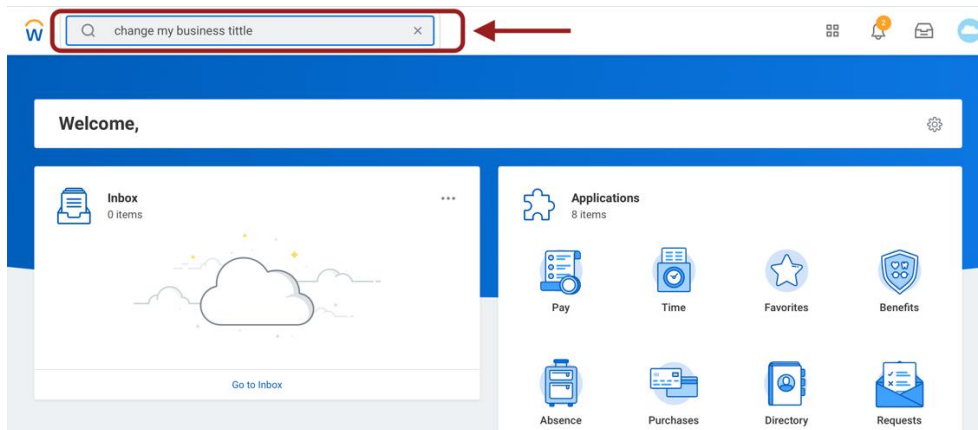 W
change my business tittle
2
Welcome,
Inbox
0 items
Go to Inbox
Applications
8 items
Pay
Time
Favorites
Benefits
Absence
Purchases
Directory
Requests